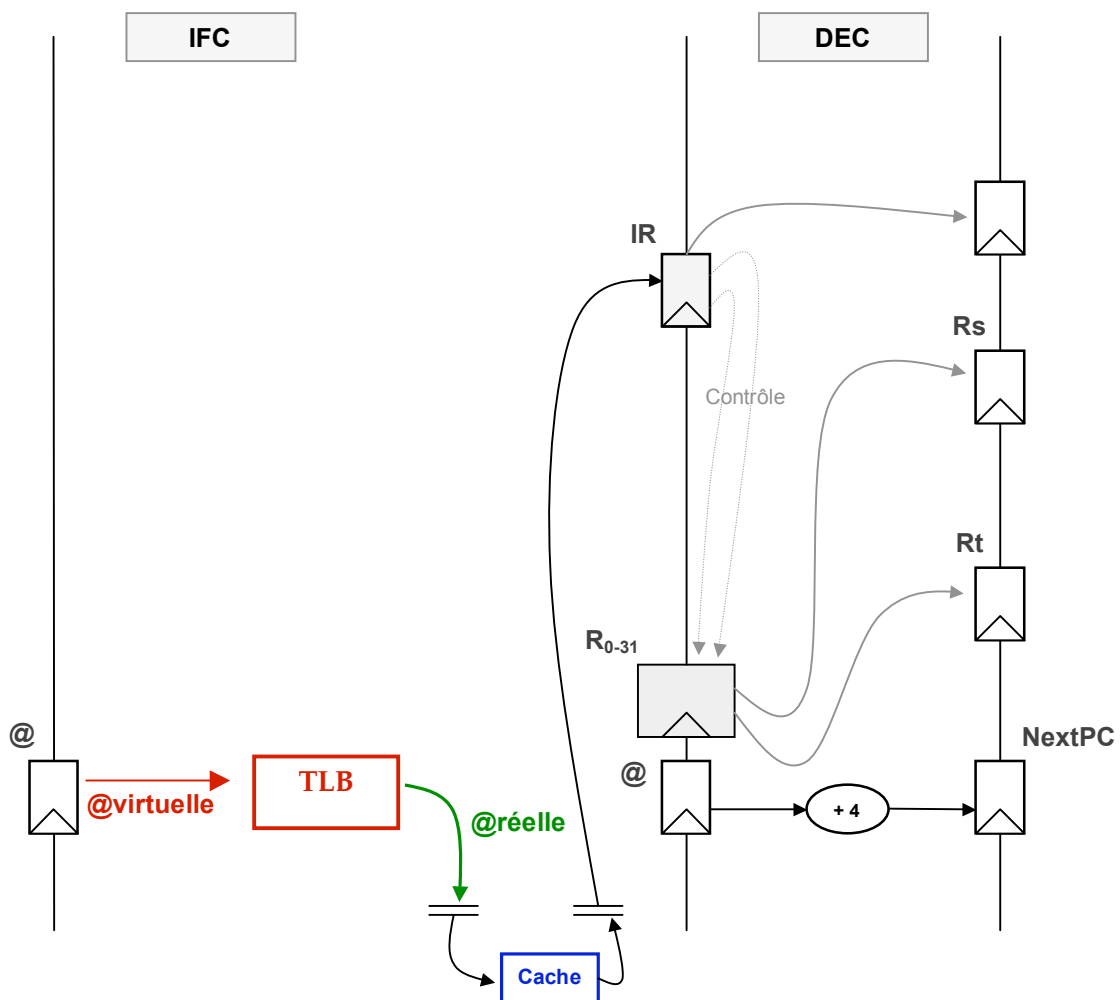 IFC
DEC
IR
Rs
Contrôle
Rt
R0-31
@
NextPC
@virtuelle
TLB
@réelle
@
+ 4
Cache